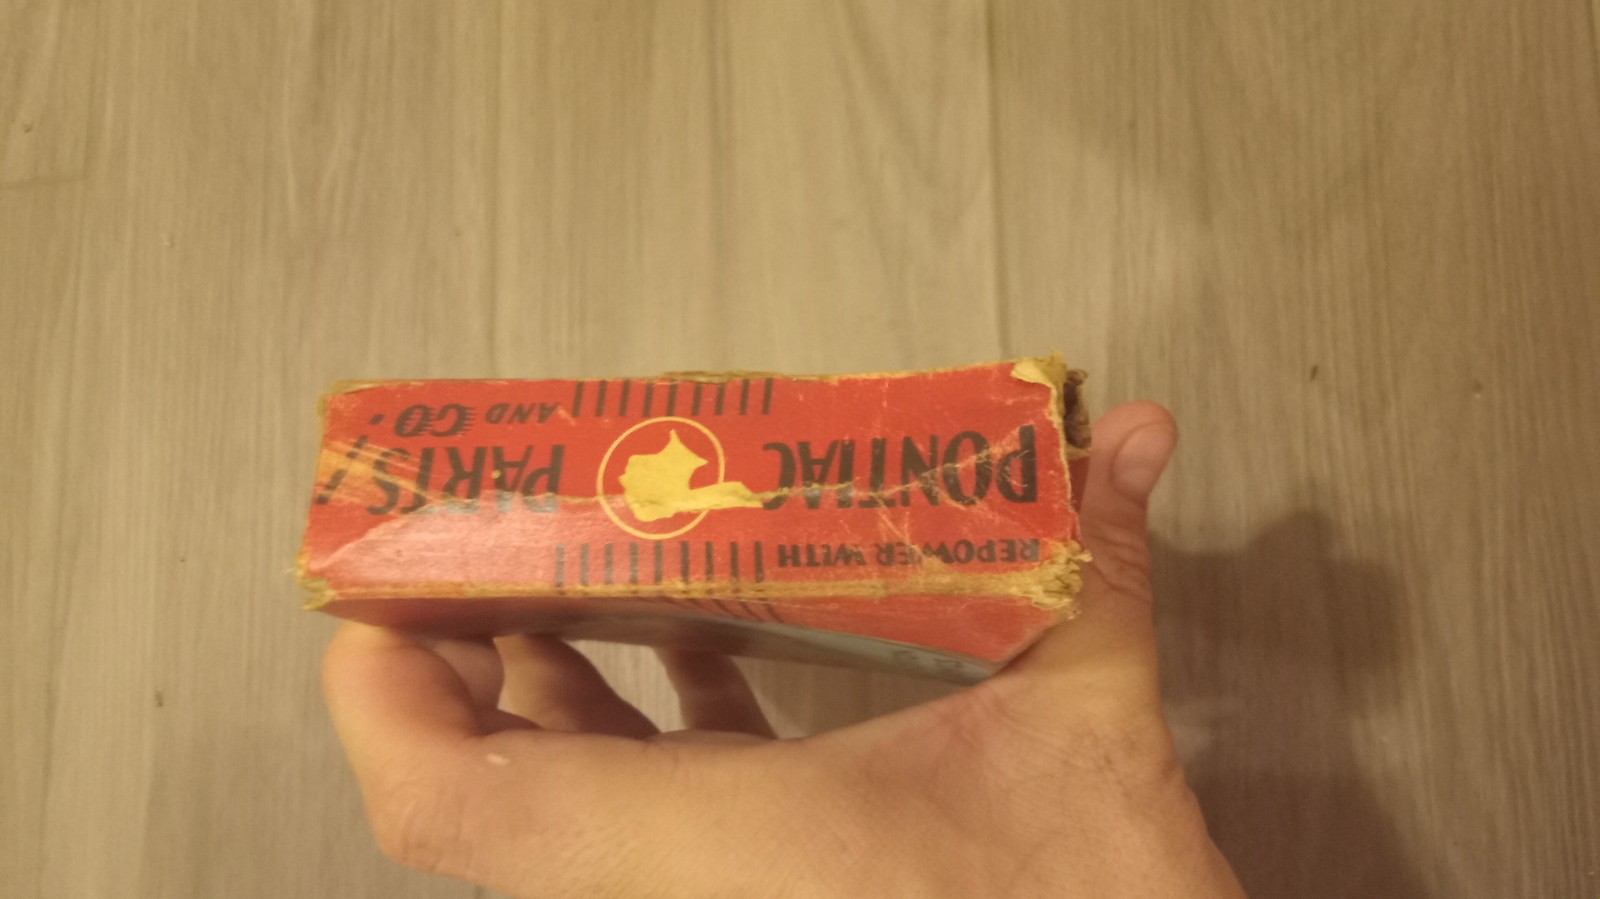 REPOWER WITH
PONTIAC PARTS!
AND GO.